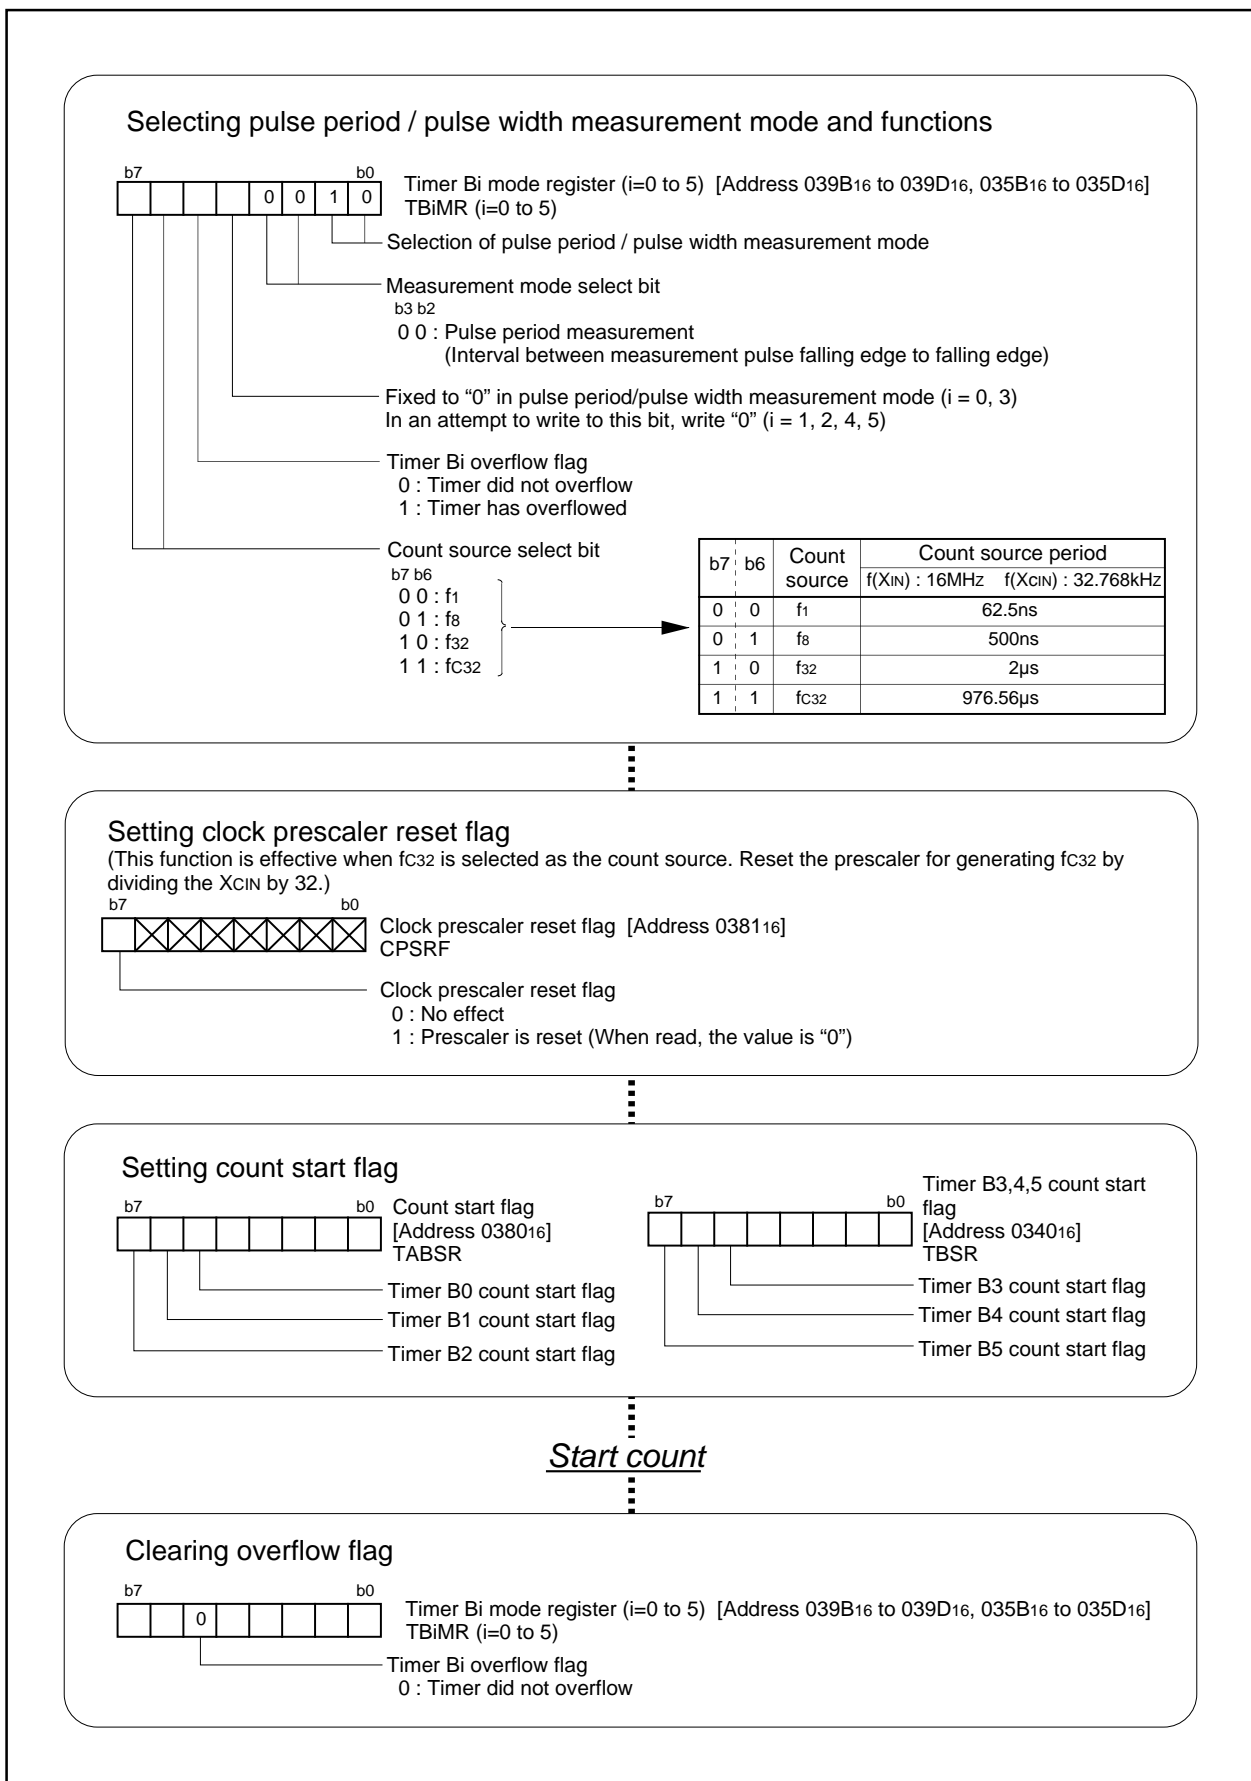 Selecting pulse period / pulse width measurement mode and functions
b7 b0
0 0 1 0
Timer Bi mode register (i=0 to 5) [Address 039B16 to 039D16, 035B16 to 035D16]
TBiMR (i=0 to 5)
Selection of pulse period / pulse width measurement mode
Measurement mode select bit
b3 b2
0 0 : Pulse period measurement
(Interval between measurement pulse falling edge to falling edge)
Fixed to “0” in pulse period/pulse width measurement mode (i = 0, 3)
In an attempt to write to this bit, write “0” (i = 1, 2, 4, 5)
Timer Bi overflow flag
0 : Timer did not overflow
1 : Timer has overflowed
Count source select bit
b7 b6
0 0 : f1
0 1 : f8
1 0 : f32
1 1 : fC32
b7 b6 Count source Count source period
f(XIN) : 16MHz f(XCIN) : 32.768kHz
0 0 f1 62.5ns
0 1 f8 500ns
1 0 f32 2µs
1 1 fC32 976.56µs
Setting clock prescaler reset flag
(This function is effective when fC32 is selected as the count source. Reset the prescaler for generating fC32 by
dividing the XCIN by 32.)
b7 b0
Clock prescaler reset flag [Address 038116]
CPSRF
Clock prescaler reset flag
0 : No effect
1 : Prescaler is reset (When read, the value is “0”)
Setting count start flag
b7 b0
Count start flag
[Address 038016]
TABSR
Timer B0 count start flag
Timer B1 count start flag
Timer B2 count start flag
b7 b0
Timer B3,4,5 count start
flag
[Address 034016]
TBSR
Timer B3 count start flag
Timer B4 count start flag
Timer B5 count start flag
Start count
Clearing overflow flag
b7 b0
0
Timer Bi mode register (i=0 to 5) [Address 039B16 to 039D16, 035B16 to 035D16]
TBiMR (i=0 to 5)
Timer Bi overflow flag
0 : Timer did not overflow